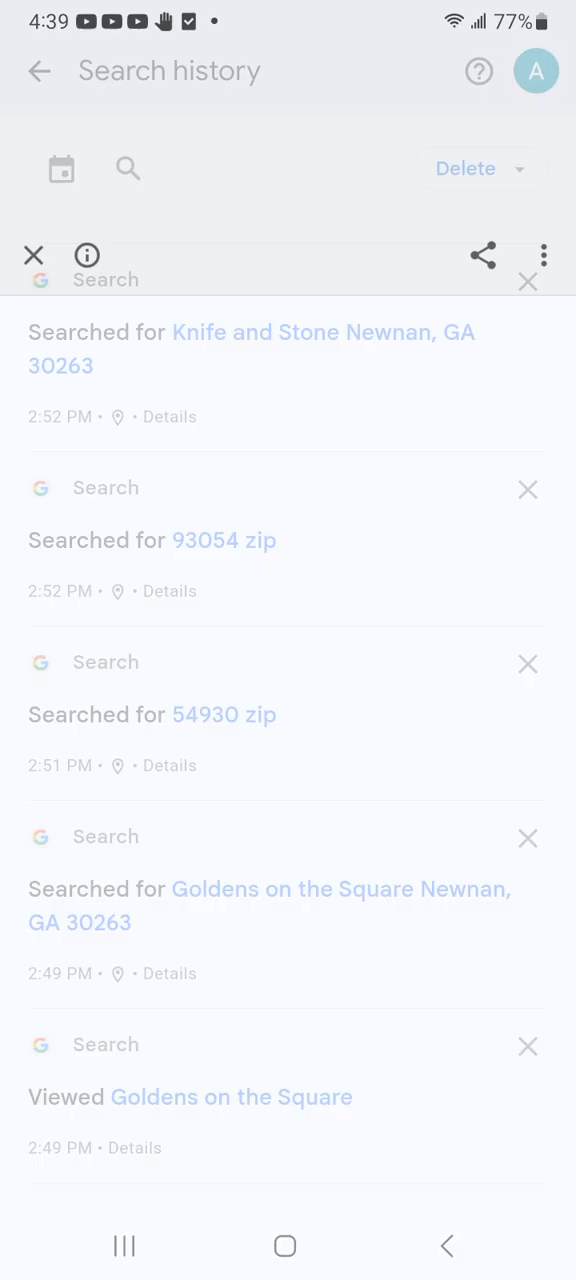 4:39 77%
Search history
A
Delete
Search
Searched for Knife and Stone Newnan, GA
30263
2:52 PM • • Details
Search
Searched for 93054 zip
2:52 PM • • Details
Search
Searched for 54930 zip
2:51 PM • • Details
Search
Searched for Goldens on the Square Newnan,
GA 30263
2:49 PM • • Details
Search
Viewed Goldens on the Square
2:49 PM • Details